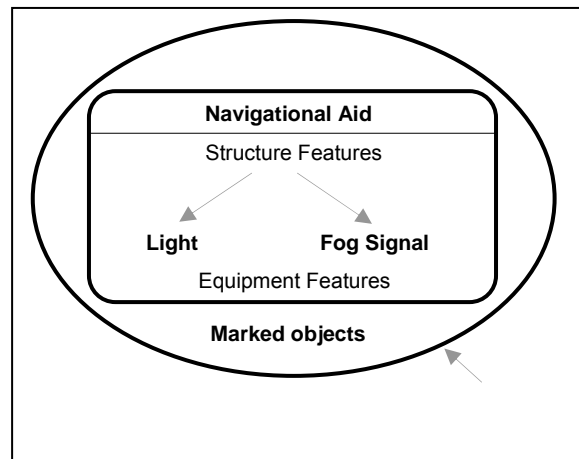 Navigational Aid
Structure Features
Light Fog Signal
Equipment Features
Marked objects